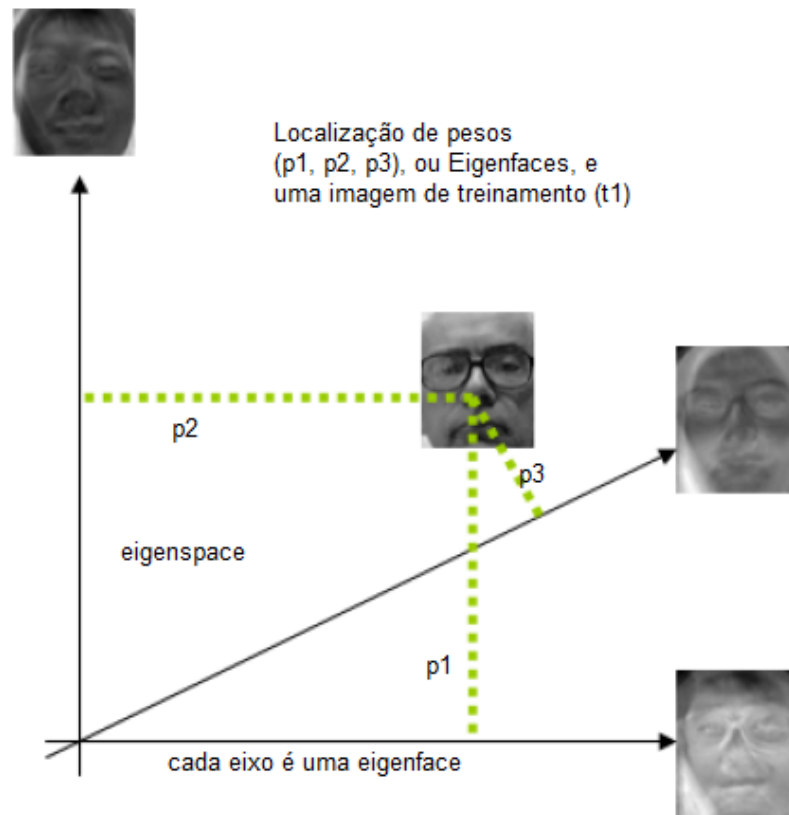 Localização de pesos
(p1, p2, p3), ou Eigenfaces, e
uma imagem de treinamento (t1)
p2
p3
eigenspace
p1
cada eixo é uma eigenface